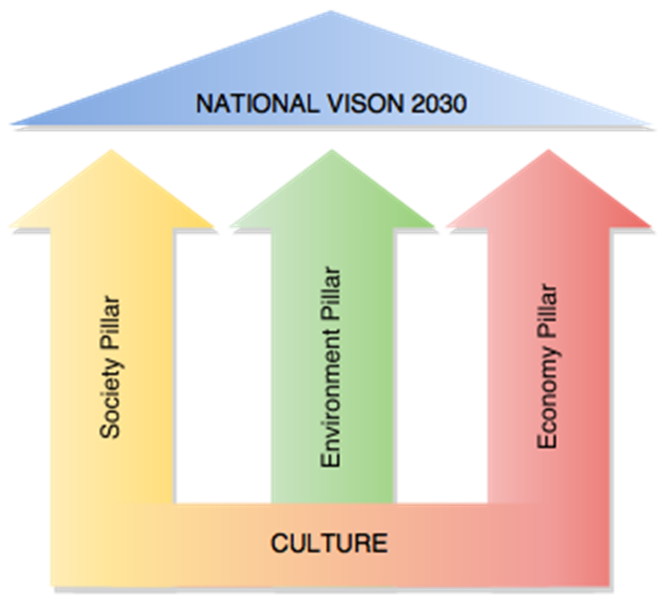 NATIONAL VISON 2030
Society Pillar
Environment Pillar
Economy Pillar
CULTURE